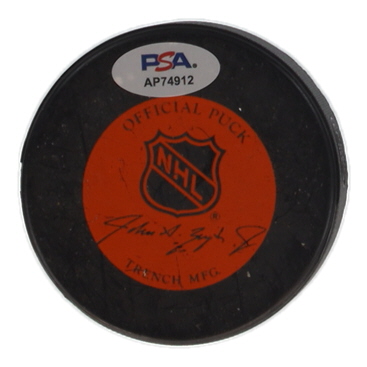 PSA
AP74912
OFFICIAL PUCK
NHL
®
TRENCH MFG.